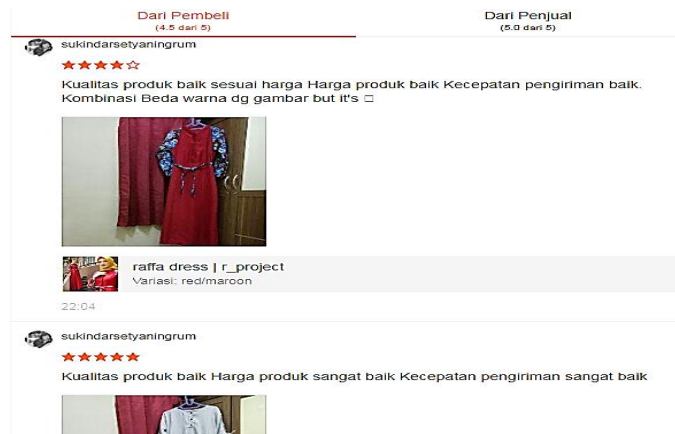 Dari Pembeli
Dari Penjual
(4.5 dari 5)
(5.0 dari 5)
sukindarsetyaningrum
Kualitas produk baik sesuai harga Harga produk baik Kecepatan pengiriman baik.
Kombinasi Beda warna dg gambar but it's □
raffa dress | r_project
Variasi: red/maroon
22:04
sukindarsetyaningrum
Kualitas produk baik Harga produk sangat baik Kecepatan pengiriman sangat baik